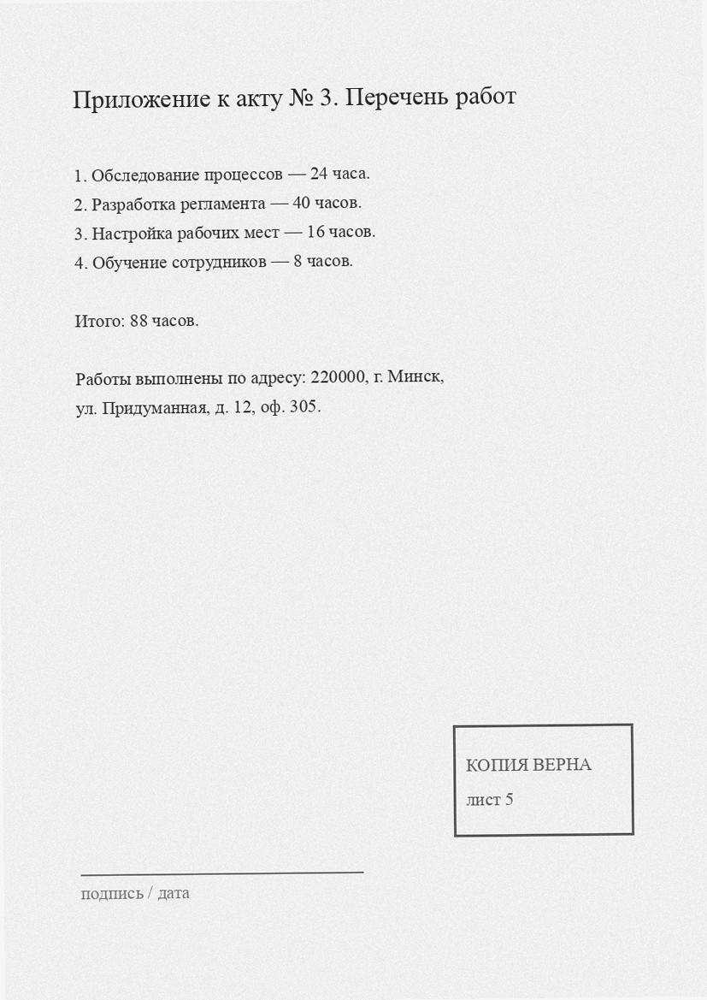 Приложение к акту № 3. Перечень работ
1. Обследование процессов — 24 часа.
2. Разработка регламента — 40 часов.
3. Настройка рабочих мест — 16 часов.
4. Обучение сотрудников — 8 часов.
Итого: 88 часов.
Работы выполнены по адресу: 220000, г. Минск,
ул. Придуманная, д. 12, оф. 305.
КОПИЯ ВЕРНА
лист 5
подпись / дата